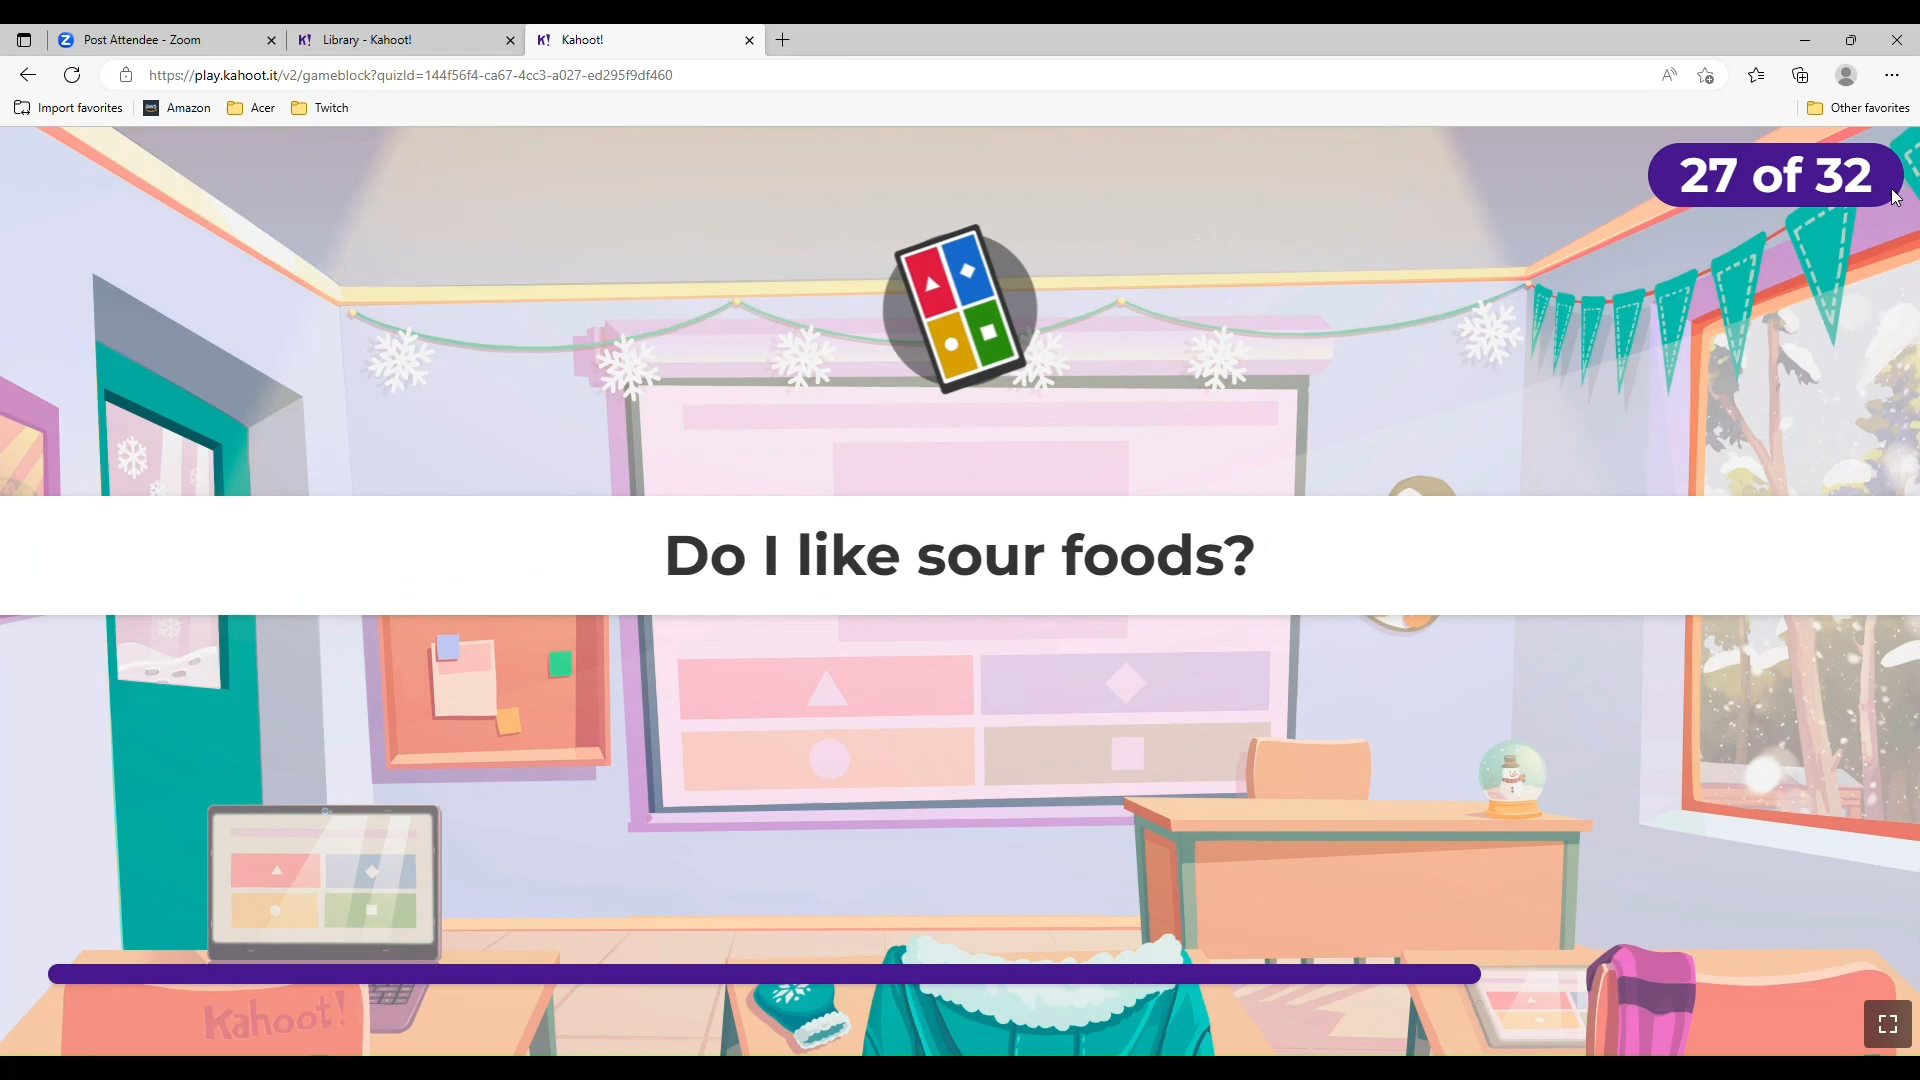 Post Attendee - Zoom
K! Library - Kahoot!
K! Kahoot!
https://play.kahoot.it/v2/gameblock?quizId=144f56f4-ca67-4cc3-a027-ed295f9df460
Import favorites
aws Amazon
Acer
Twitch
Other favorites
27 of 32
Do I like sour foods?
Kahoot!